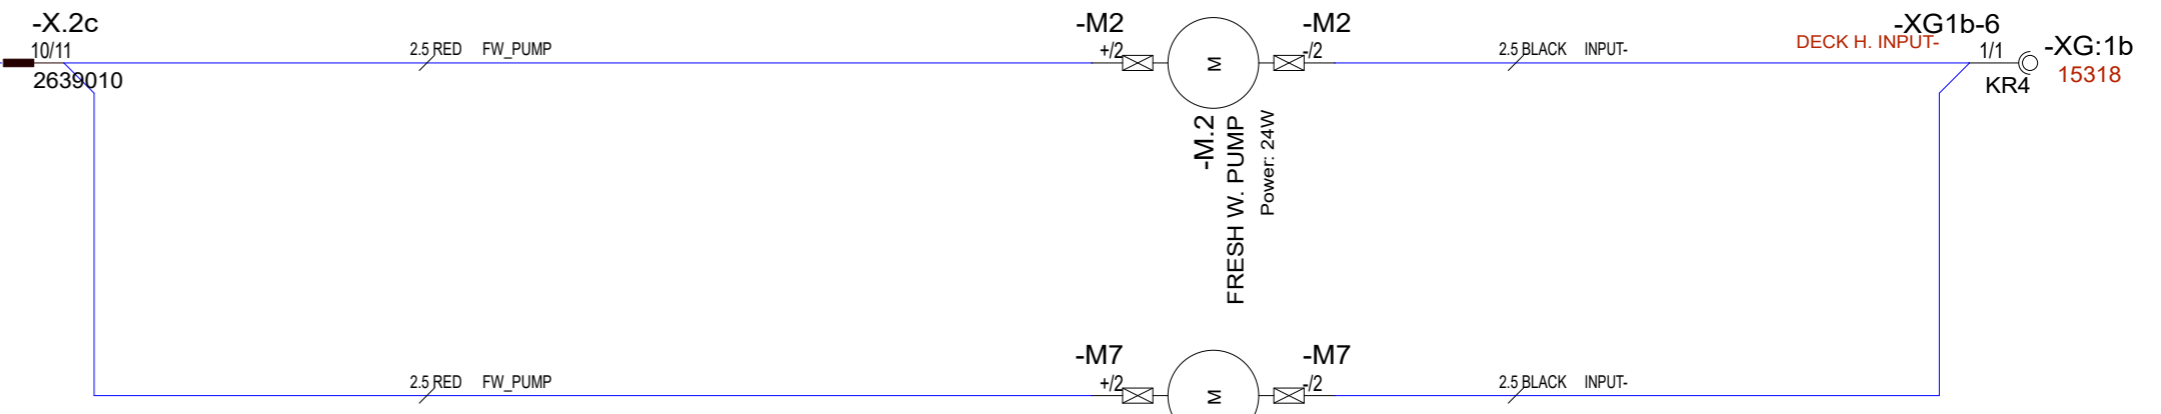 -X.2c
10/11
2639010
2.5 RED FW_PUMP
-M2
+/2
M
-M2
-/2
-M.2
FRESH W. PUMP
Power: 24W
2.5 BLACK INPUT-
DECK H. INPUT-
-XG1b-6
1/1
KR4
-XG:1b
15318
2.5 RED FW_PUMP
-M7
+/2
M
-M7
-/2
2.5 BLACK INPUT-